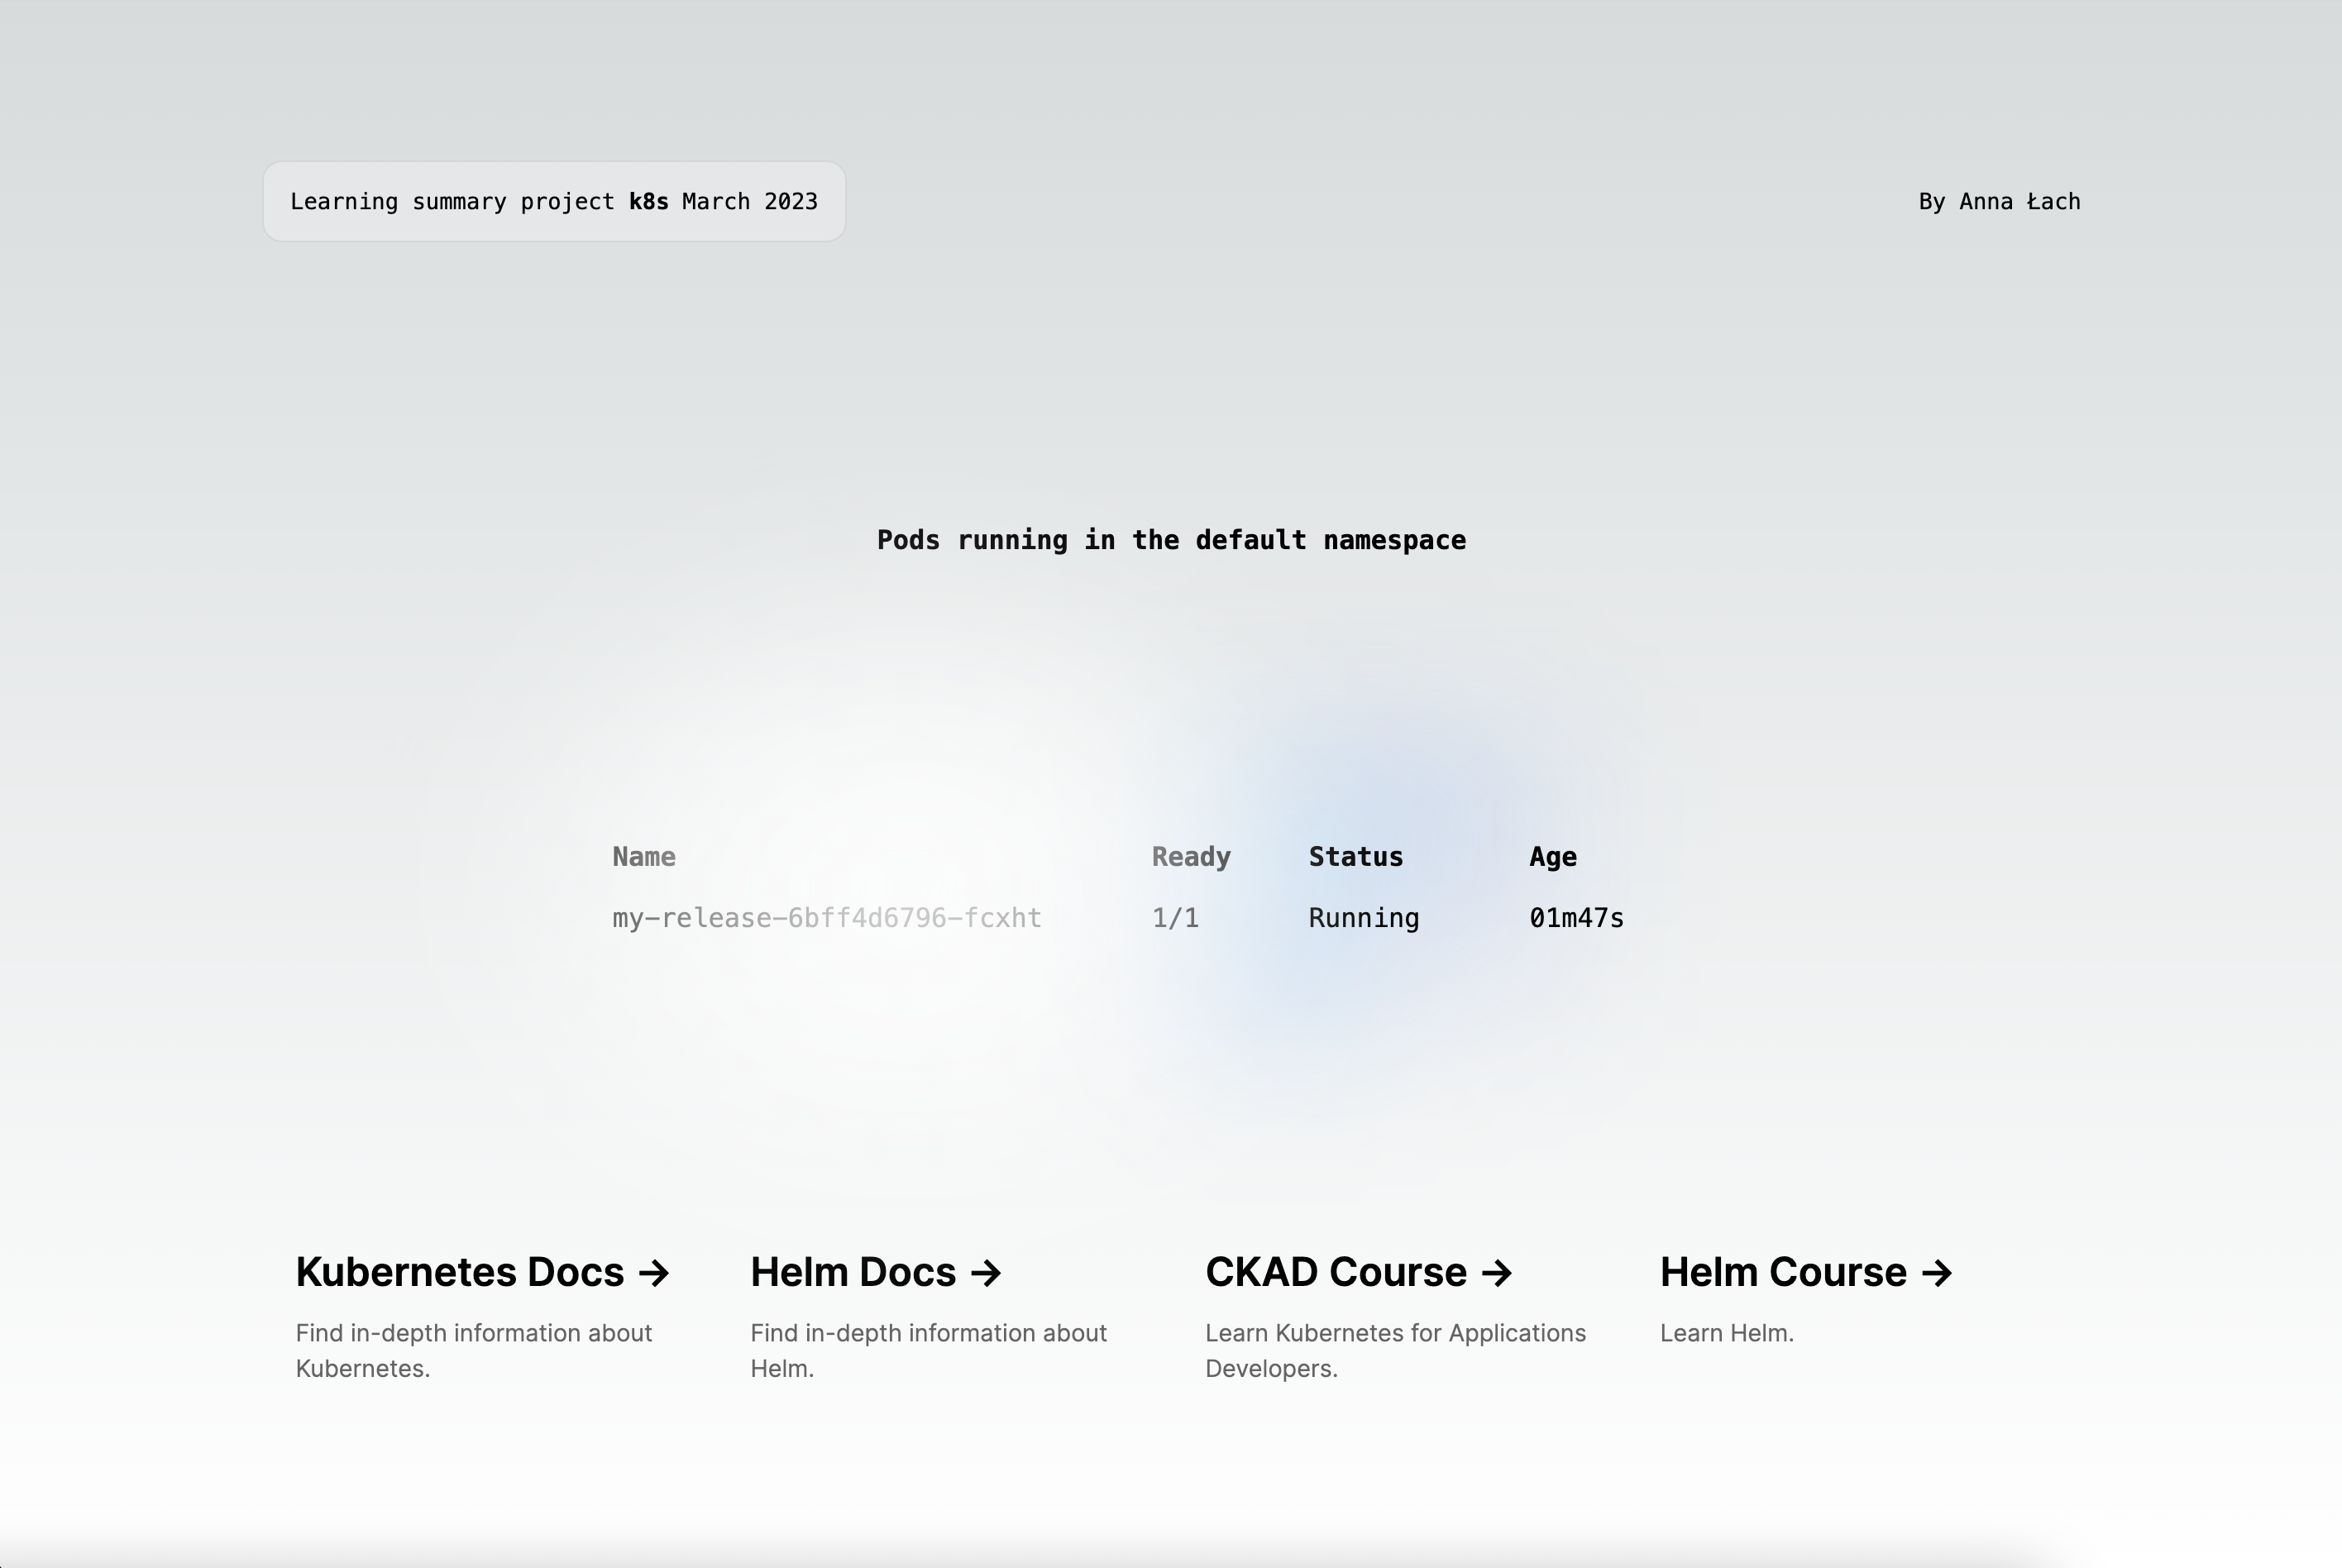 Learning summary project k8s March 2023
By Anna Łach
Pods running in the default namespace
Name Ready Status Age
my-release-6bff4d6796-fcxht 1/1 Running 01m47s
Kubernetes Docs →
Find in-depth information about
Kubernetes.
Helm Docs →
Find in-depth information about
Helm.
CKAD Course →
Learn Kubernetes for Applications
Developers.
Helm Course →
Learn Helm.